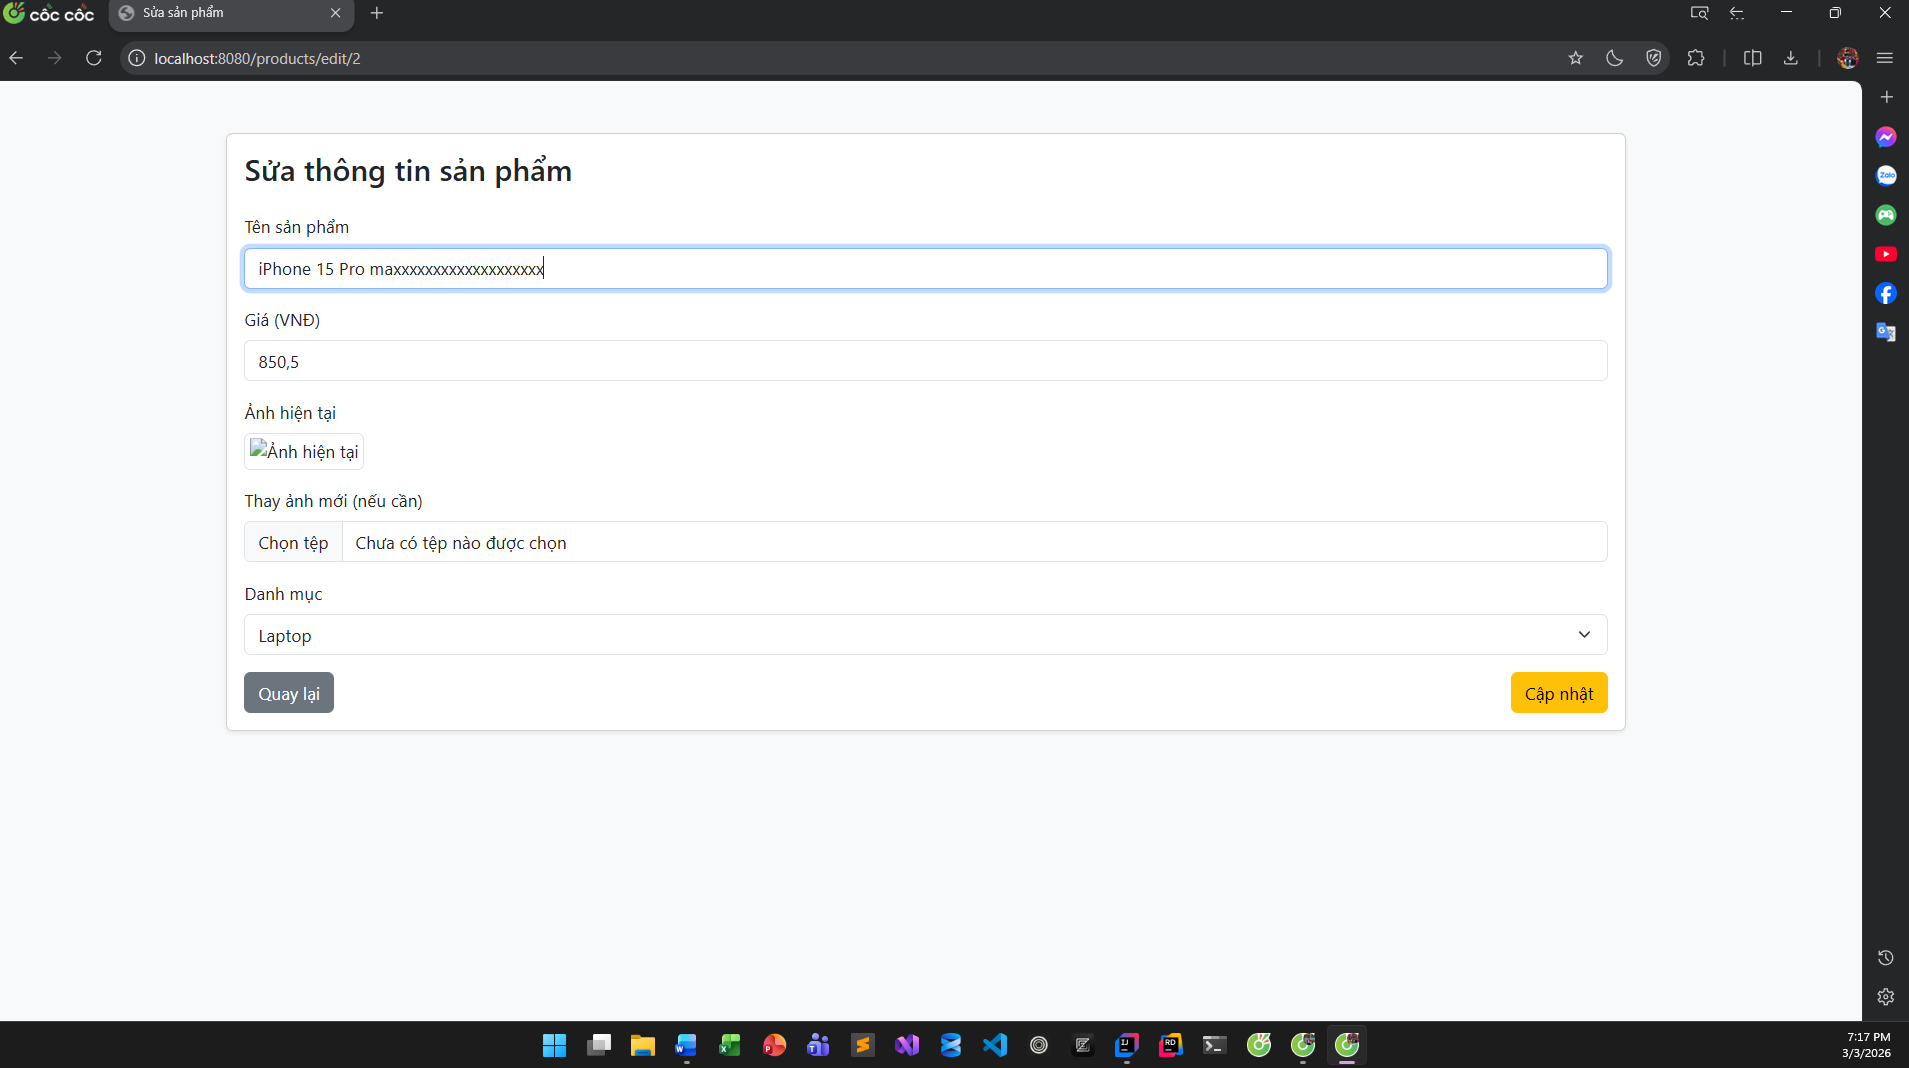 cốc cốc
Sửa sản phẩm
localhost:8080/products/edit/2
Sửa thông tin sản phẩm
Tên sản phẩm
iPhone 15 Pro maxxxxxxxxxxxxxxxxxxx
Giá (VNĐ)
850,5
Ảnh hiện tại
Ảnh hiện tại
Thay ảnh mới (nếu cần)
Chọn tệp Chưa có tệp nào được chọn
Danh mục
Laptop
Quay lại Cập nhật
Zalo
7:17 PM
3/3/2026